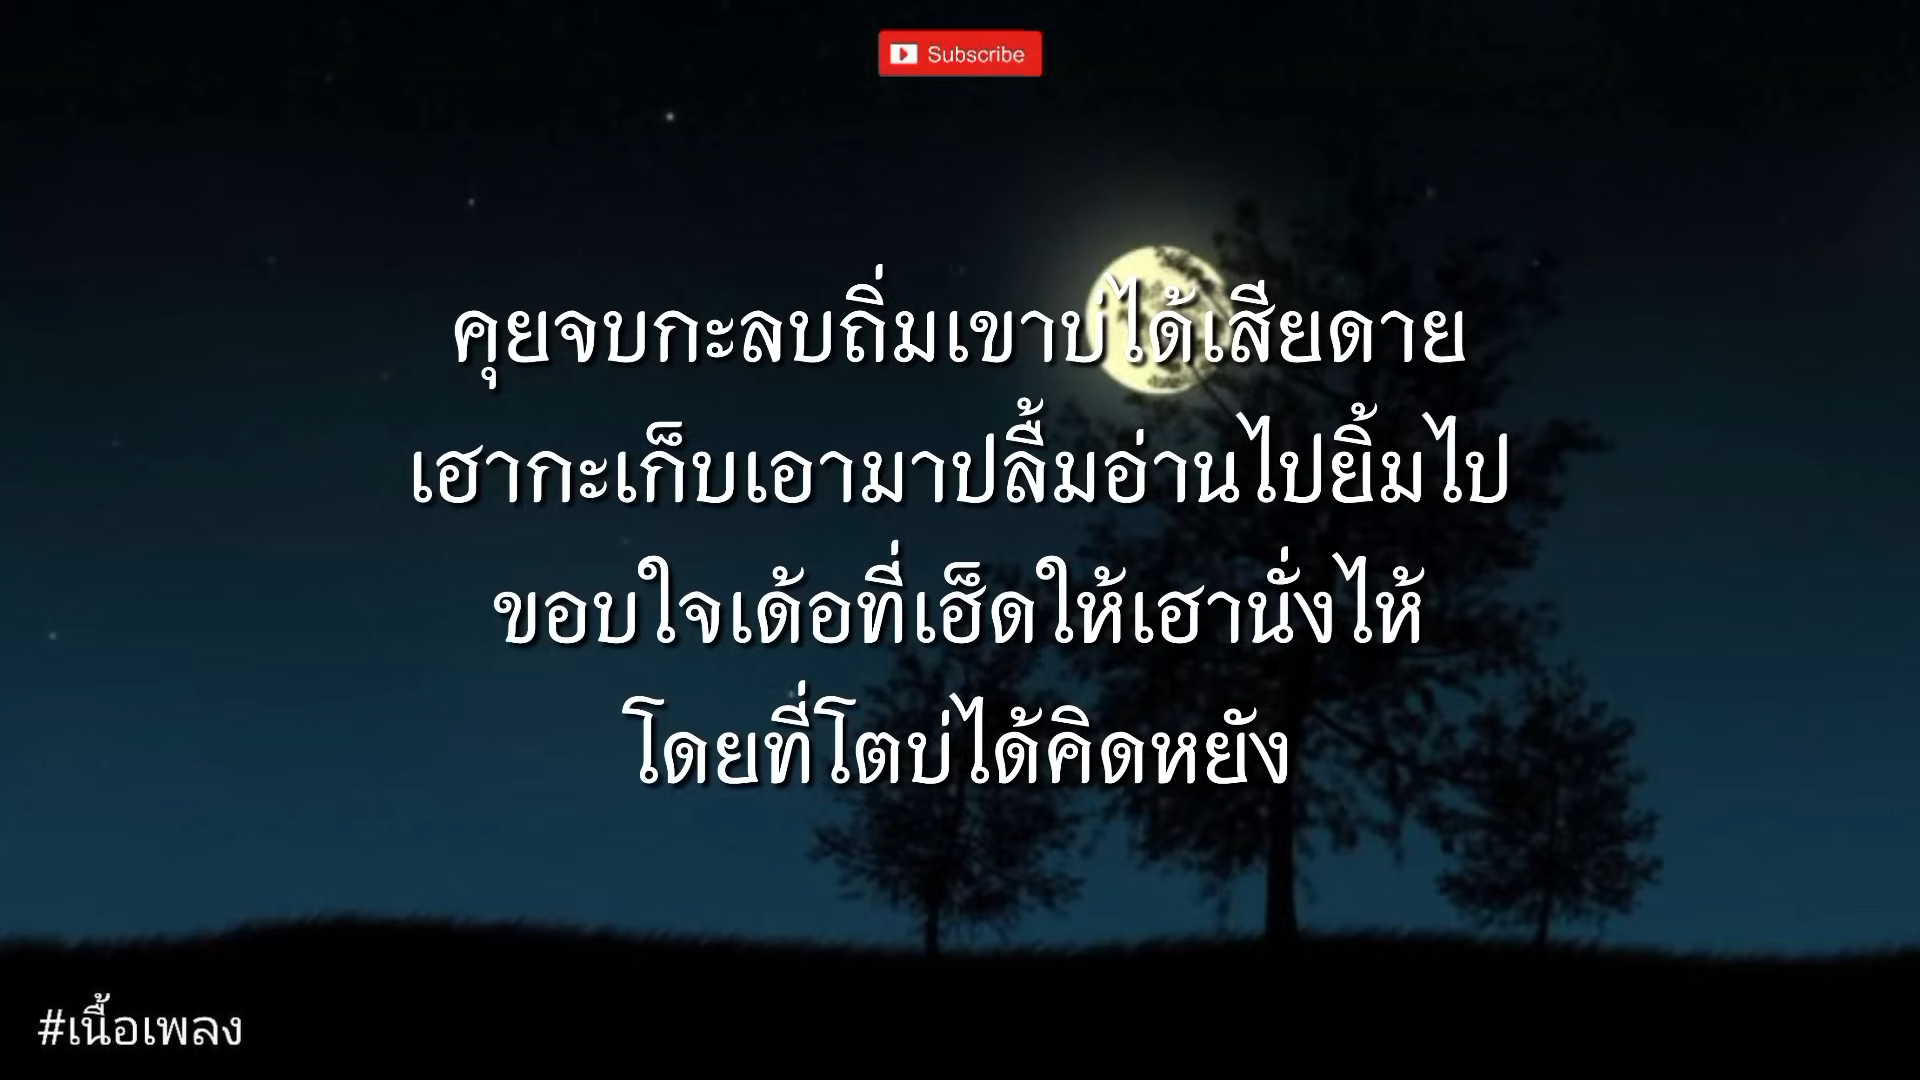 Subscribe
คุยจบกะลบถิ่มเขาบ่ได้เสียดาย
เฮากะเก็บเอามาปลื้มอ่านไปยิ้มไป
ขอบใจเด้อที่เฮ็ดให้เฮานั่งไห้
โดยที่โตบ่ได้คิดหยัง
#เนื้อเพลง